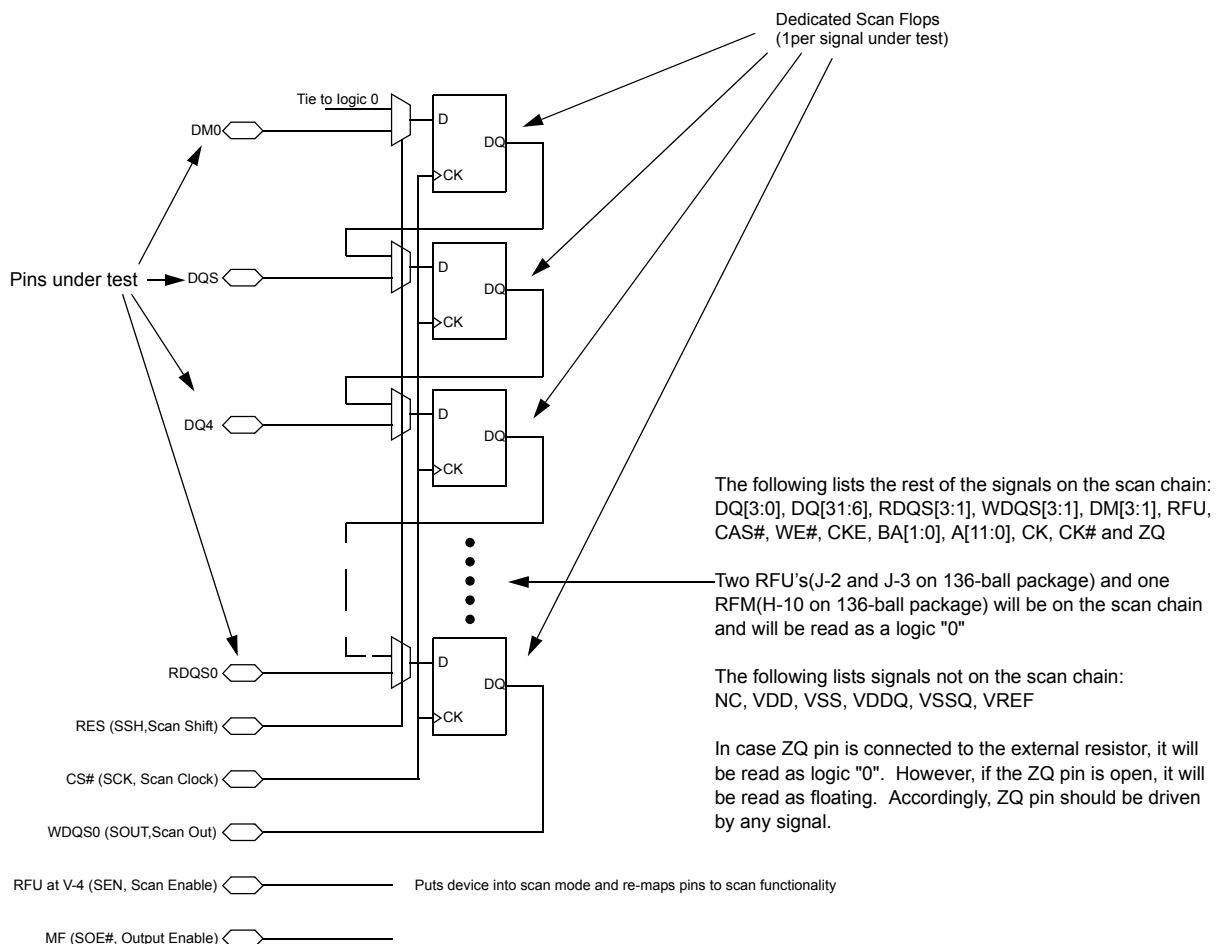 Dedicated Scan Flops
(1per signal under test)
Tie to logic 0
D
DM0
DQ
CK
D
Pins under test
DQS
DQ
CK
D
DQ4
DQ
CK
The following lists the rest of the signals on the scan chain:
DQ[3:0], DQ[31:6], RDQS[3:1], WDQS[3:1], DM[3:1], RFU,
CAS#, WE#, CKE, BA[1:0], A[11:0], CK, CK# and ZQ
Two RFU's(J-2 and J-3 on 136-ball package) and one
RFM(H-10 on 136-ball package) will be on the scan chain
and will be read as a logic "0"
The following lists signals not on the scan chain:
NC, VDD, VSS, VDDQ, VSSQ, VREF
In case ZQ pin is connected to the external resistor, it will
be read as logic "0".  However, if the ZQ pin is open, it will
be read as floating.  Accordingly, ZQ pin should be driven
by any signal.
D
RDQS0
DQ
CK
RES (SSH,Scan Shift)
CS# (SCK, Scan Clock)
WDQS0 (SOUT,Scan Out)
RFU at V-4 (SEN, Scan Enable)
Puts device into scan mode and re-maps pins to scan functionality
MF (SOE#, Output Enable)